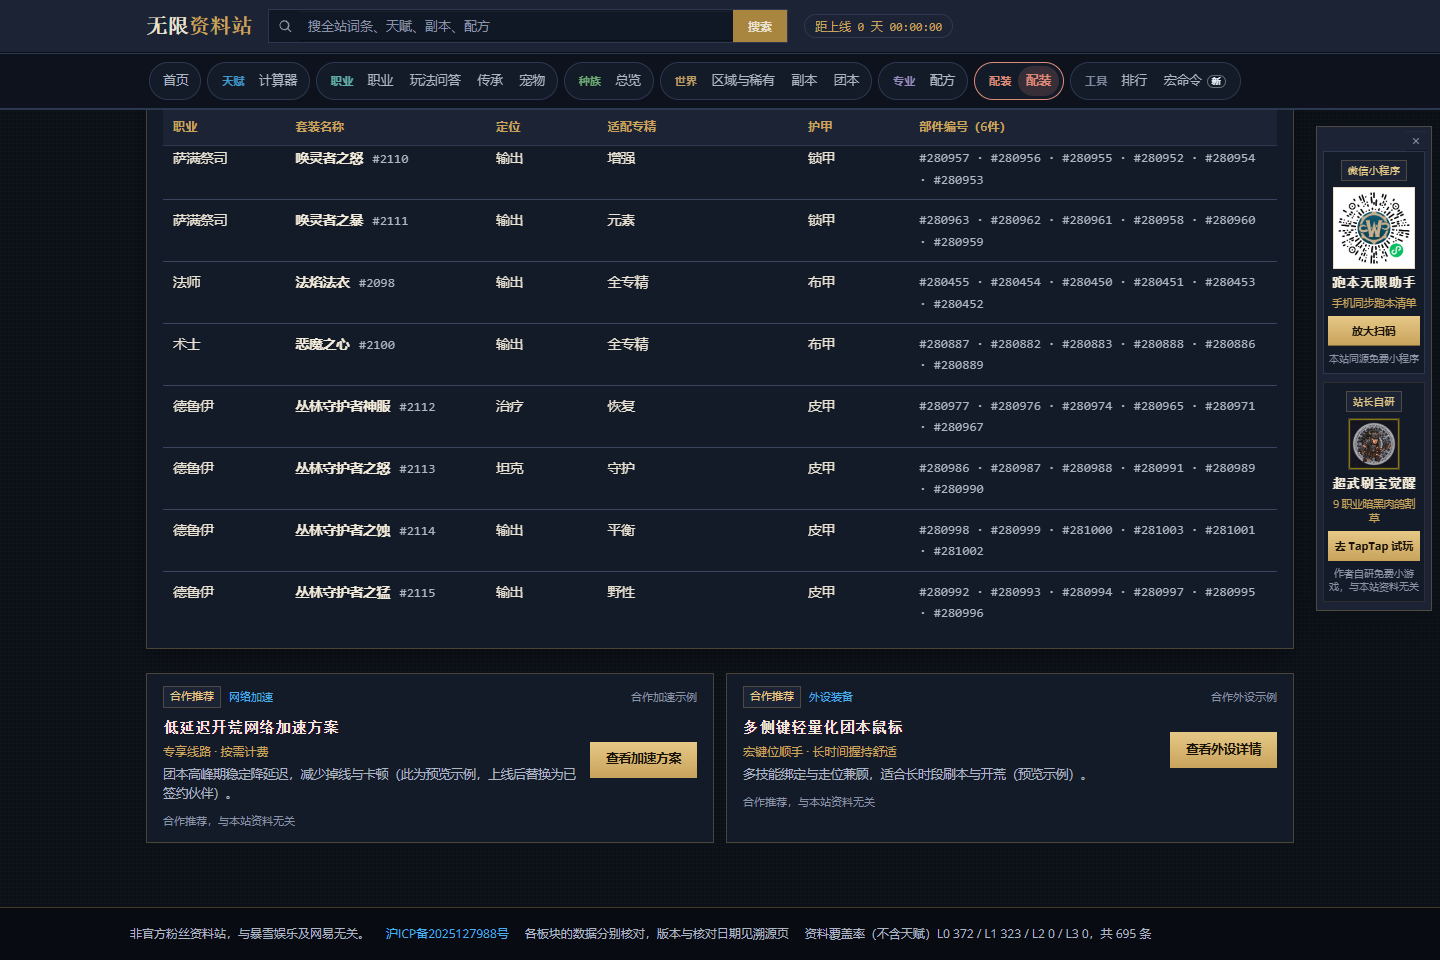 无限资料站
搜全站词条、天赋、副本、配方
搜索
距上线 0 天 00:00:00
首页
天赋 计算器
职业 职业 玩法问答 传承 宠物
种族 总览
世界 区域与稀有 副本 团本
专业 配方
配装 配装
工具 排行 宏命令 新
职业 套装名称 定位 适配专精 护甲 部件编号（6件）
萨满祭司 唤灵者之怒 #2110 输出 增强 锁甲 #280957 · #280956 · #280955 · #280952 · #280954
· #280953
萨满祭司 唤灵者之暴 #2111 输出 元素 锁甲 #280963 · #280962 · #280961 · #280958 · #280960
· #280959
法师 法焰法衣 #2098 输出 全专精 布甲 #280455 · #280454 · #280450 · #280451 · #280453
· #280452
术士 恶魔之心 #2100 输出 全专精 布甲 #280887 · #280882 · #280883 · #280888 · #280886
· #280889
德鲁伊 丛林守护者神服 #2112 治疗 恢复 皮甲 #280977 · #280976 · #280974 · #280965 · #280971
· #280967
德鲁伊 丛林守护者之怒 #2113 坦克 守护 皮甲 #280986 · #280987 · #280988 · #280991 · #280989
· #280990
德鲁伊 丛林守护者之蚀 #2114 输出 平衡 皮甲 #280998 · #280999 · #281000 · #281003 · #281001
· #281002
德鲁伊 丛林守护者之猛 #2115 输出 野性 皮甲 #280992 · #280993 · #280994 · #280997 · #280995
· #280996
合作推荐 网络加速 合作加速示例
低延迟开荒网络加速方案
专享线路 · 按需计费
团本高峰期稳定降延迟，减少掉线与卡顿（此为预览示例，上线后替换为已
签约伙伴）。
合作推荐，与本站资料无关
查看加速方案
合作推荐 外设装备 合作外设示例
多侧键轻量化团本鼠标
宏键位顺手 · 长时间握持舒适
多技能绑定与走位兼顾，适合长时段刷本与开荒（预览示例）。
合作推荐，与本站资料无关
查看外设详情
×
微信小程序
W
跑本无限助手
手机同步跑本清单
放大扫码
本站同源免费小程序
站长自研
超武刷宝觉醒
9 职业暗黑肉鸽割
草
去 TapTap 试玩
作者自研免费小游
戏，与本站资料无关
非官方粉丝资料站，与暴雪娱乐及网易无关。 沪ICP备2025127988号 各板块的数据分别核对，版本与核对日期见溯源页 资料覆盖率（不含天赋）L0 372 / L1 323 / L2 0 / L3 0，共 695 条